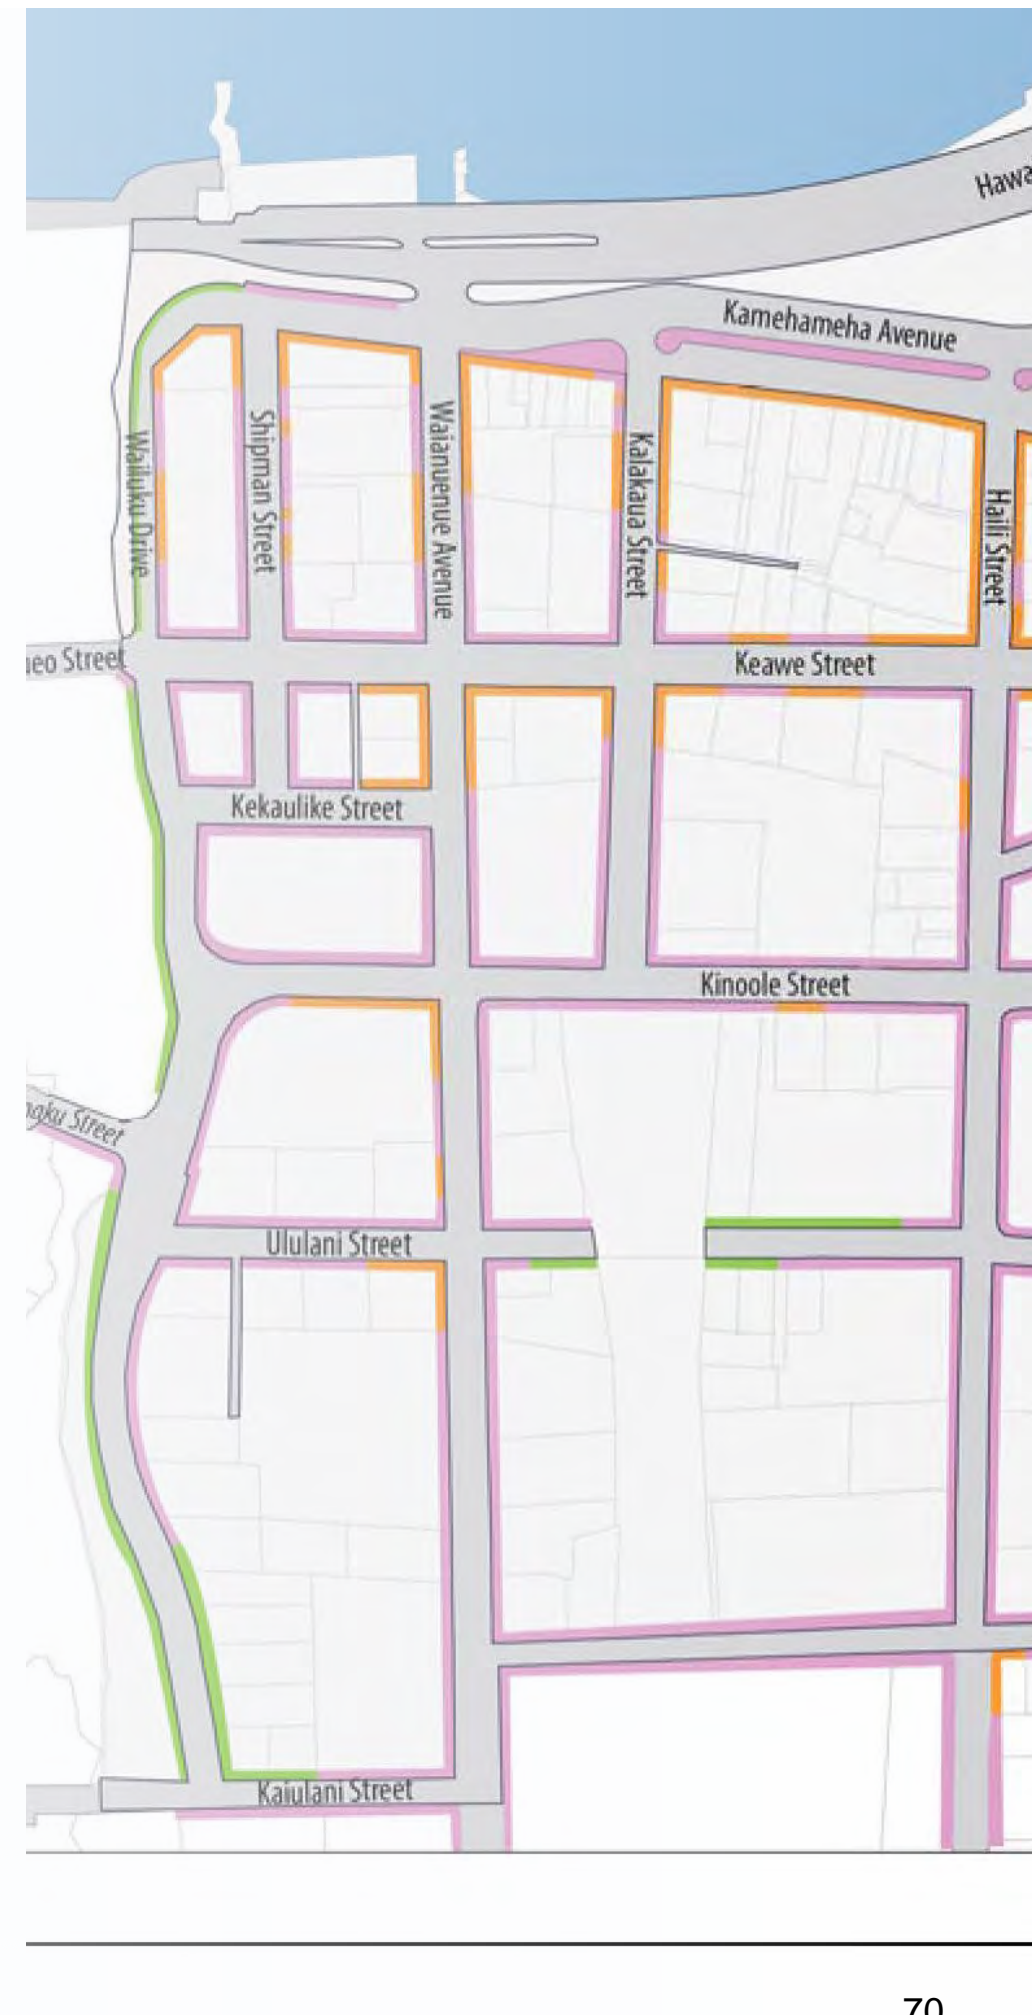 Hawa
Kamehameha Avenue
Wailuku Drive
Shipman Street
Waianuenue Avenue
Kalakaua Street
Haili Street
ueo Street
Keawe Street
Kekaulike Street
Kinoole Street
naku Street
Ululani Street
Kaiulani Street
70